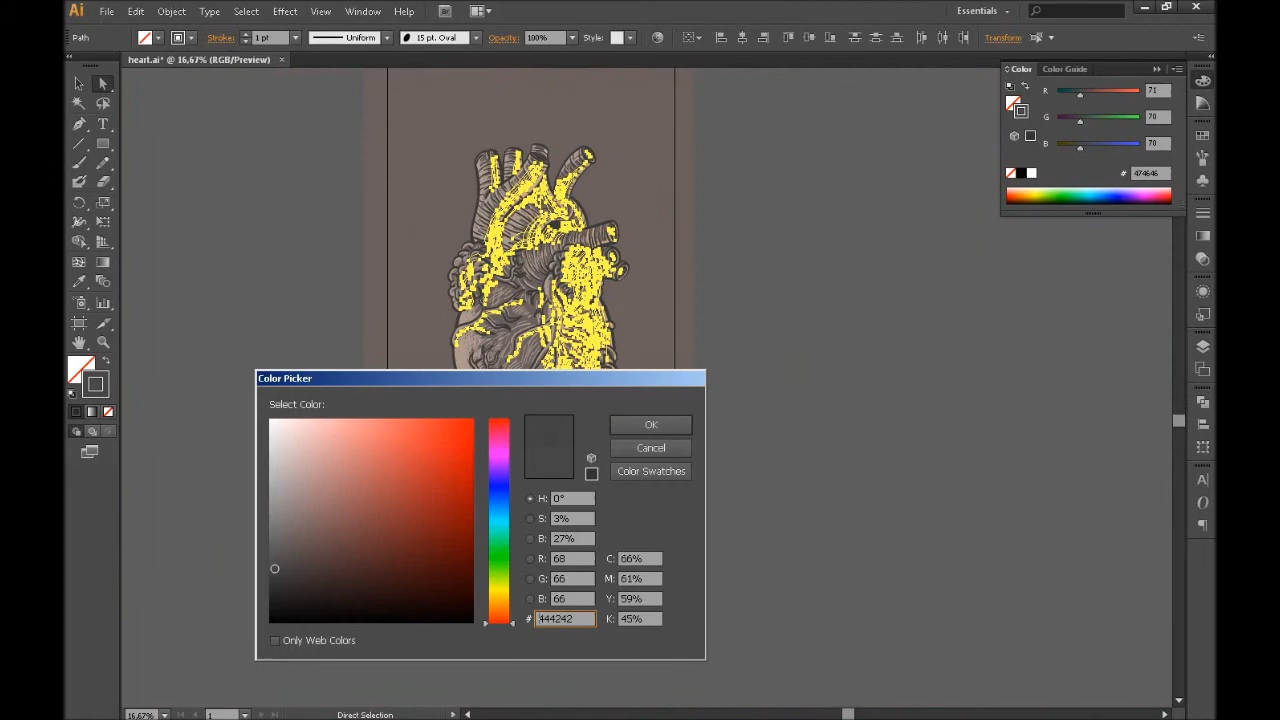 Ai File Edit Object Type Select Effect View Window Help Br Essentials
Path Stroke: 1 pt Uniform 15 pt. Oval Opacity: 100% Style: Transform
heart.ai* @ 16,67% (RGB/Preview)
Color Color Guide
R 71
G 70
B 70
# 474646
Color Picker
Select Color:
OK
Cancel
Color Swatches
H: 0°
S: 3%
B: 27%
R: 68 C: 66%
G: 66 M: 61%
B: 66 Y: 59%
# 444242 K: 45%
Only Web Colors
16,67% 1 Direct Selection